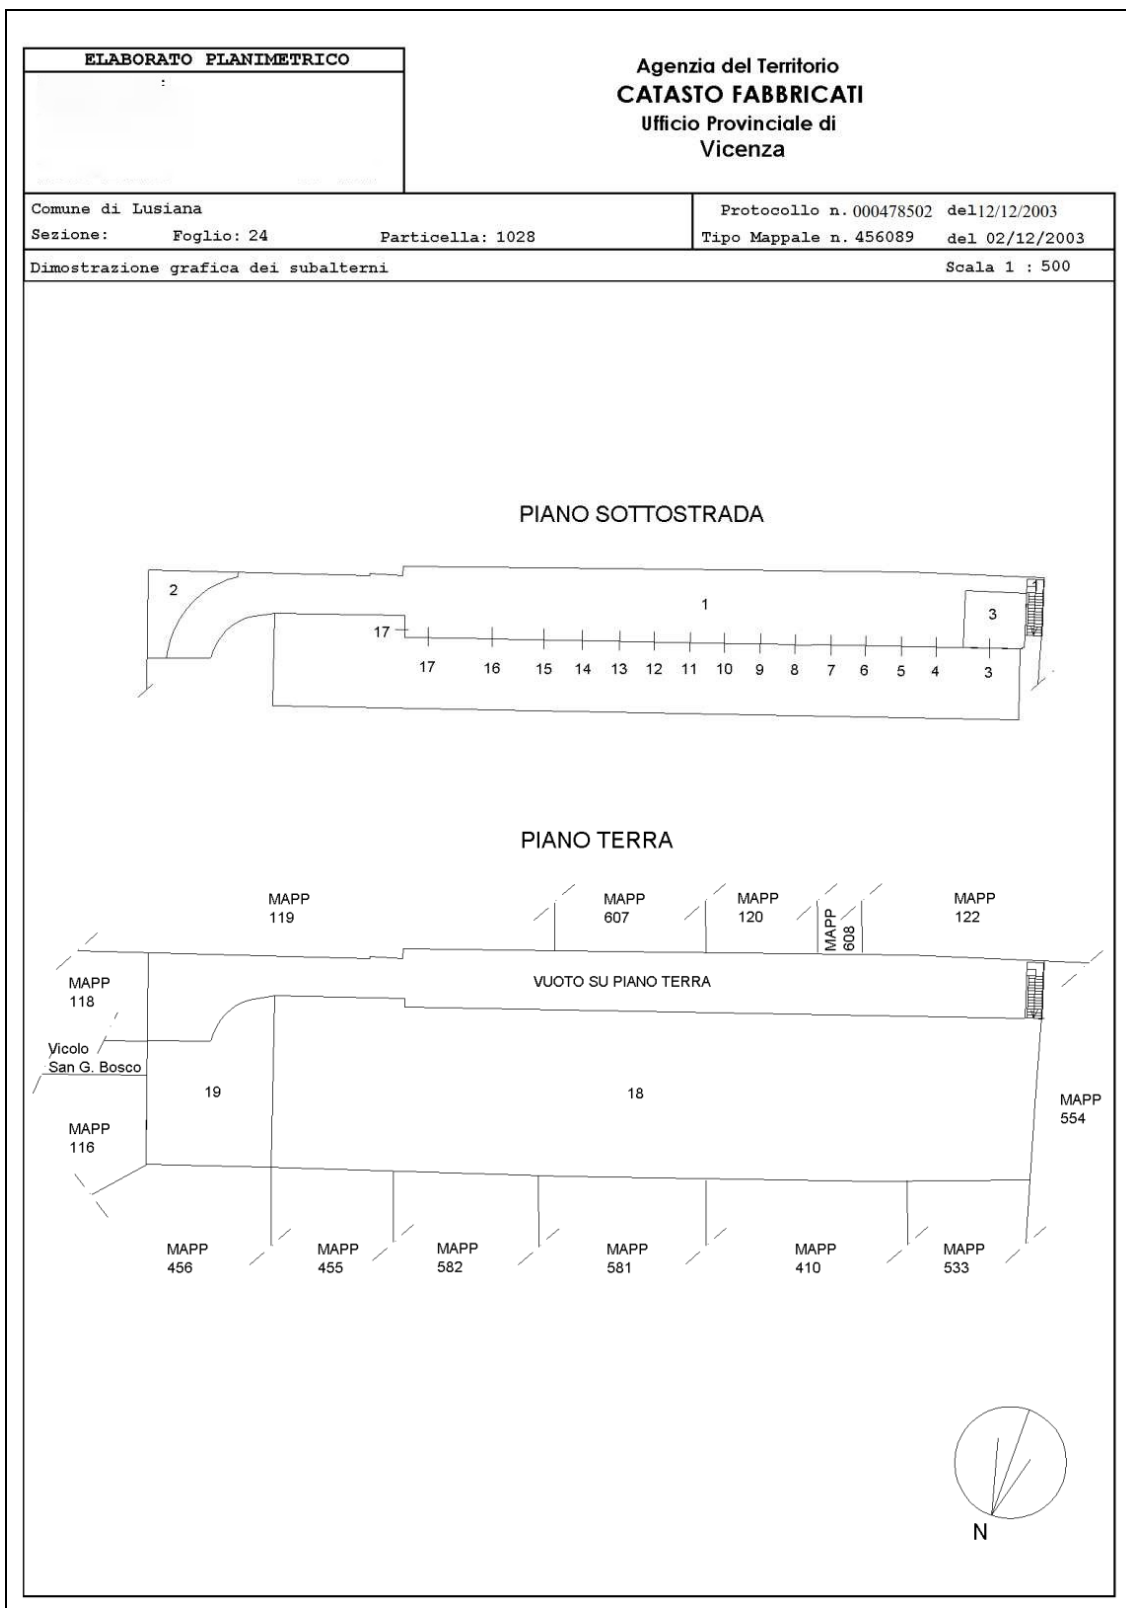 ELABORATO PLANIMETRICO
:
Agenzia del Territorio
CATASTO FABBRICATI
Ufficio Provinciale di
Vicenza
Comune di Lusiana
Sezione: Foglio: 24 Particella: 1028
Protocollo n. 000478502 del12/12/2003
Tipo Mappale n. 456089 del 02/12/2003
Dimostrazione grafica dei subalterni
Scala 1 : 500
PIANO SOTTOSTRADA
2
1
1
3
17
17 16 15 14 13 12 11 10 9 8 7 6 5 4 3
PIANO TERRA
MAPP
119
MAPP
607
MAPP
120
MAPP
608
MAPP
122
MAPP
118
VUOTO SU PIANO TERRA
Vicolo
San G. Bosco
19
18
MAPP
554
MAPP
116
MAPP
456
MAPP
455
MAPP
582
MAPP
581
MAPP
410
MAPP
533
N